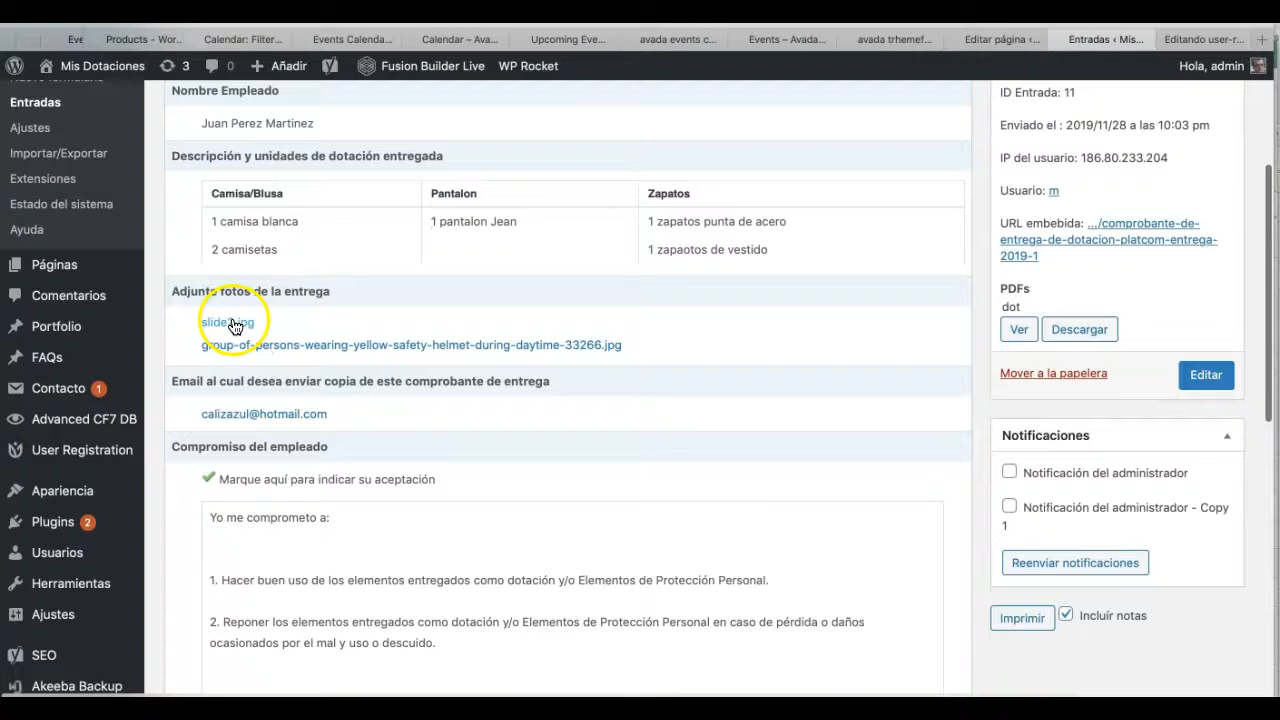 Eve
Products - Wor..
Calendar: Filter...
Events Calenda...
Calendar – Ava...
Upcoming Eve...
avada events c...
Events – Avada...
avada trhemef...
Editar página ‹...
Entradas ‹ Mis...
Editando user-r...
Mis Dotaciones
3
0
Añadir
Fusion Builder Live
WP Rocket
Hola, admin
Entradas
Ajustes
Importar/Exportar
Extensiones
Estado del sistema
Ayuda
Páginas
Comentarios
Portfolio
FAQs
Contacto 1
Advanced CF7 DB
User Registration
Apariencia
Plugins 2
Usuarios
Herramientas
Ajustes
SEO
Akeeba Backup
Nombre Empleado
Juan Perez Martinez
Descripción y unidades de dotación entregada
Camisa/Blusa Pantalon Zapatos
1 camisa blanca 1 pantalon Jean 1 zapatos punta de acero
2 camisetas 1 zapaotos de vestido
Adjunto fotos de la entrega
group-of-persons-wearing-yellow-safety-helmet-during-daytime-33266.jpg
Email al cual desea enviar copia de este comprobante de entrega
calizazul@hotmail.com
Compromiso del empleado
Marque aquí para indicar su aceptación
Yo me comprometo a:
1. Hacer buen uso de los elementos entregados como dotación y/o Elementos de Protección Personal.
2. Reponer los elementos entregados como dotación y/o Elementos de Protección Personal en caso de pérdida o daños
ocasionados por el mal y uso o descuido.
ID Entrada: 11
Enviado el : 2019/11/28 a las 10:03 pm
IP del usuario: 186.80.233.204
Usuario: m
URL embebida: .../comprobante-de-
entrega-de-dotacion-platcom-entrega-
2019-1
PDFs
dot
Ver
Descargar
Mover a la papelera
Editar
Notificaciones
Notificación del administrador
Notificación del administrador - Copy
1
Reenviar notificaciones
Imprimir
Incluír notas